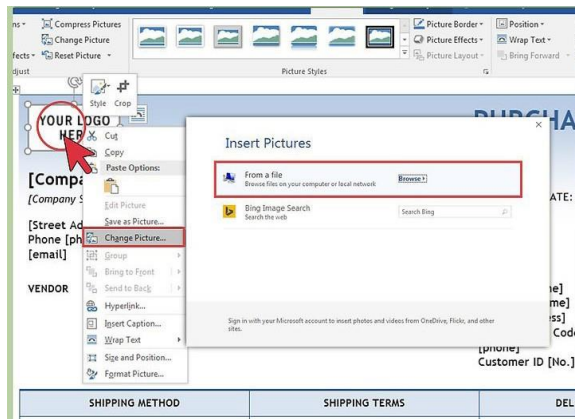 Compress Pictures
Change Picture
Reset Picture
Picture Styles
Picture Border
Picture Effects
Picture Layout
Position
Wrap Text
Bring Forward
Style Crop
YOUR LOGO
HER
[Compa
[Company S
[Street Ad
Phone [ph
[email]
VENDOR
Cut
Copy
Paste Options:
Edit Picture
Save as Picture...
Change Picture...
Group
Bring to Front
Send to Back
Hyperlink...
Insert Caption...
Wrap Text
Size and Position...
Format Picture...
PURCHA
Insert Pictures
From a file
Browse files on your computer or local network
Browse
Bing Image Search
Search the web
Search Bing
Sign in with your Microsoft account to insert photos and videos from OneDrive, Flickr, and other
sites.
ATE:
me]
ess]
Code
[phone]
Customer ID [No.]
SHIPPING METHOD
SHIPPING TERMS
DEL